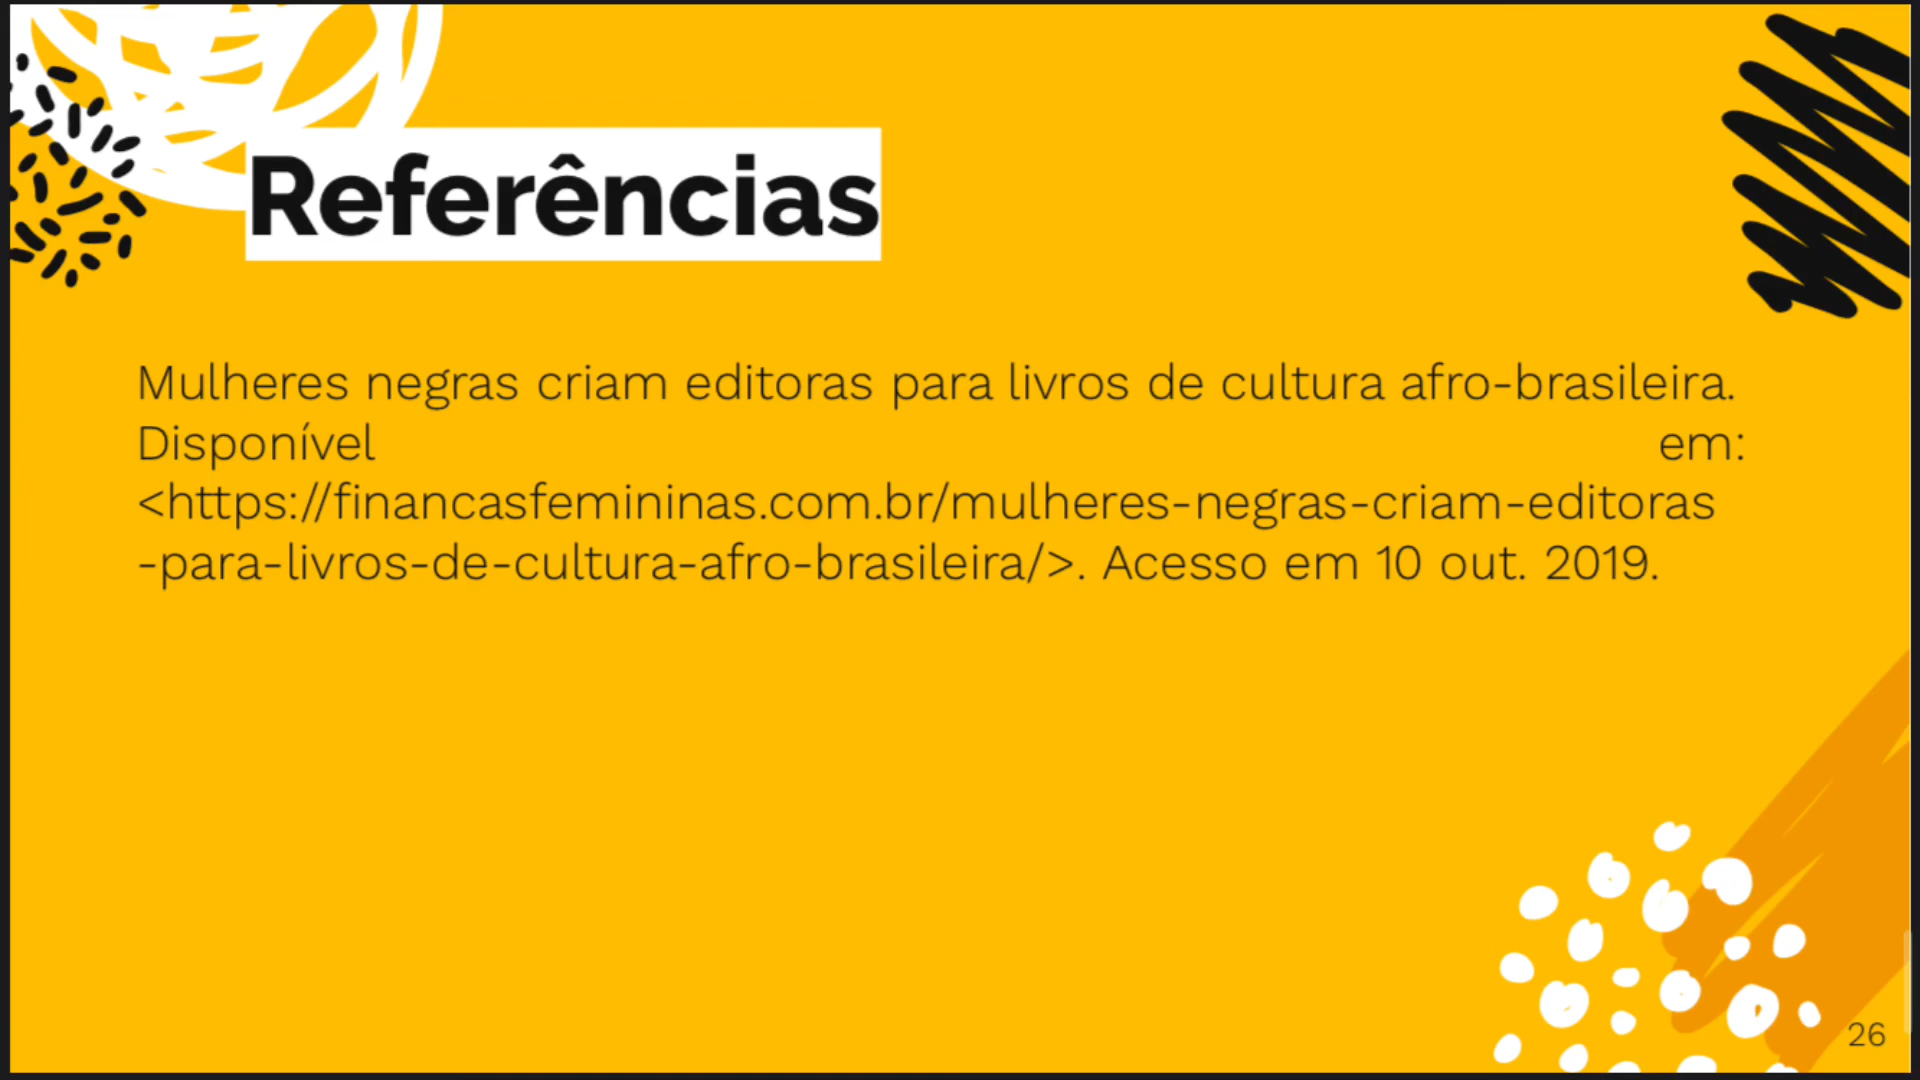 Referências
Mulheres negras criam editoras para livros de cultura afro-brasileira.
Disponível em:
<https://financasfemininas.com.br/mulheres-negras-criam-editoras
-para-livros-de-cultura-afro-brasileira/>. Acesso em 10 out. 2019.
26